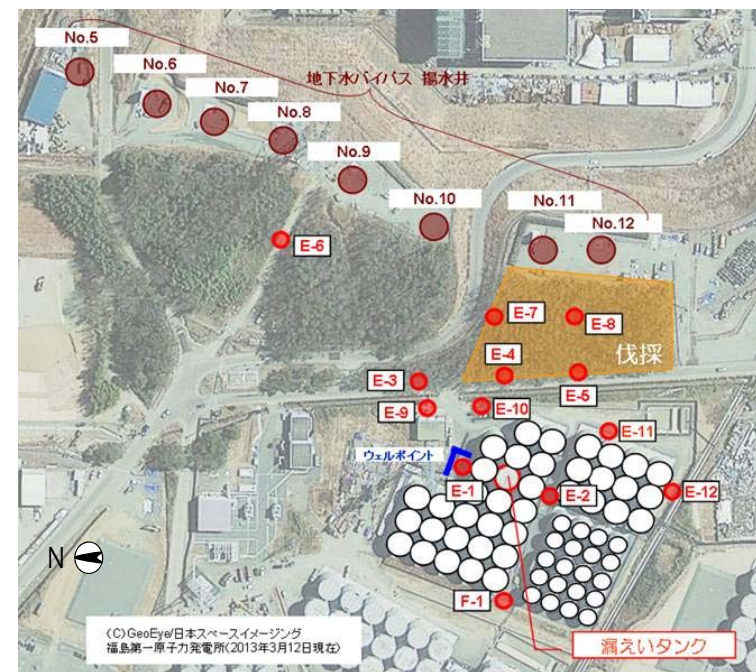 No.5
No.6
No.7
No.8
No.9
No.10
No.11
No.12
地下水バイパス 揚水井
E-6
E-7
E-8
伐採
E-4
E-3
E-5
E-9
E-10
E-11
ウェルポイント
E-1
E-2
E-12
N
F-1
(C)GeoEye/日本スペースイメージング
福島第一原子力発電所(2013年3月12日現在)
漏えいタンク